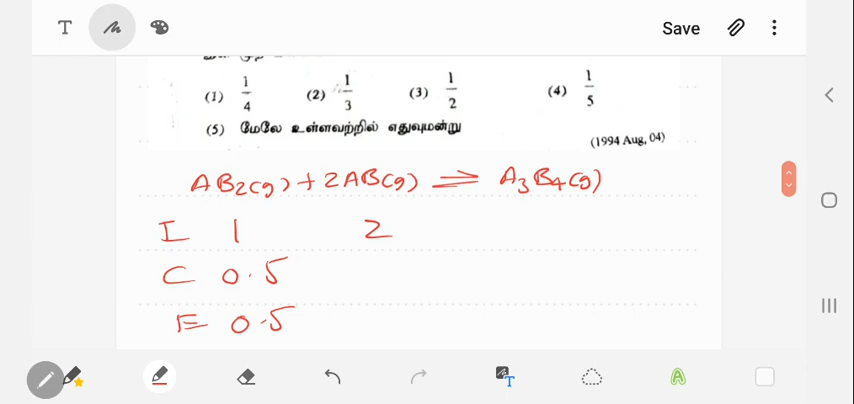 T Save
(1) 1/4 (2) 1/3 (3) 1/2 (4) 1/5
(5) மேலே உள்ளவற்றில் எதுவுமன்று
(1994 Aug, 04)
AB₂(g) + 2AB(g) ⇌ A₃B₄(g)
I 1 2
C 0.5
E 0.5
T
A